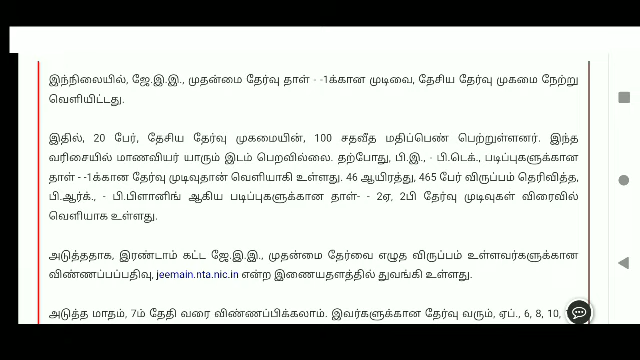 இந்நிலையில், ஜே.இ.இ., முதன்மை தேர்வு தாள் - -1க்கான முடிவை, தேசிய தேர்வு முகமை நேற்று
வெளியிட்டது.
இதில், 20 பேர், தேசிய தேர்வு முகமையின், 100 சதவீத மதிப்பெண் பெற்றுள்ளனர். இந்த
வரிசையில் மாணவியர் யாரும் இடம் பெறவில்லை. தற்போது, பி.இ., - பி.டெக்., படிப்புகளுக்கான
தாள் - -1க்கான தேர்வு முடிவுதான் வெளியாகி உள்ளது. 46 ஆயிரத்து, 465 பேர் விருப்பம் தெரிவித்த,
பி.ஆர்க்., - பி.பிளானிங் ஆகிய படிப்புகளுக்கான தாள்- - 2ஏ, 2பி தேர்வு முடிவுகள் விரைவில்
வெளியாக உள்ளது.
அடுத்ததாக, இரண்டாம் கட்ட ஜே.இ.இ., முதன்மை தேர்வை எழுத விருப்பம் உள்ளவர்களுக்கான
விண்ணப்பப்பதிவு, jeemain.nta.nic.in என்ற இணையதளத்தில் துவங்கி உள்ளது.
அடுத்த மாதம், 7ம் தேதி வரை விண்ணப்பிக்கலாம். இவர்களுக்கான தேர்வு வரும், ஏப்., 6, 8, 10,